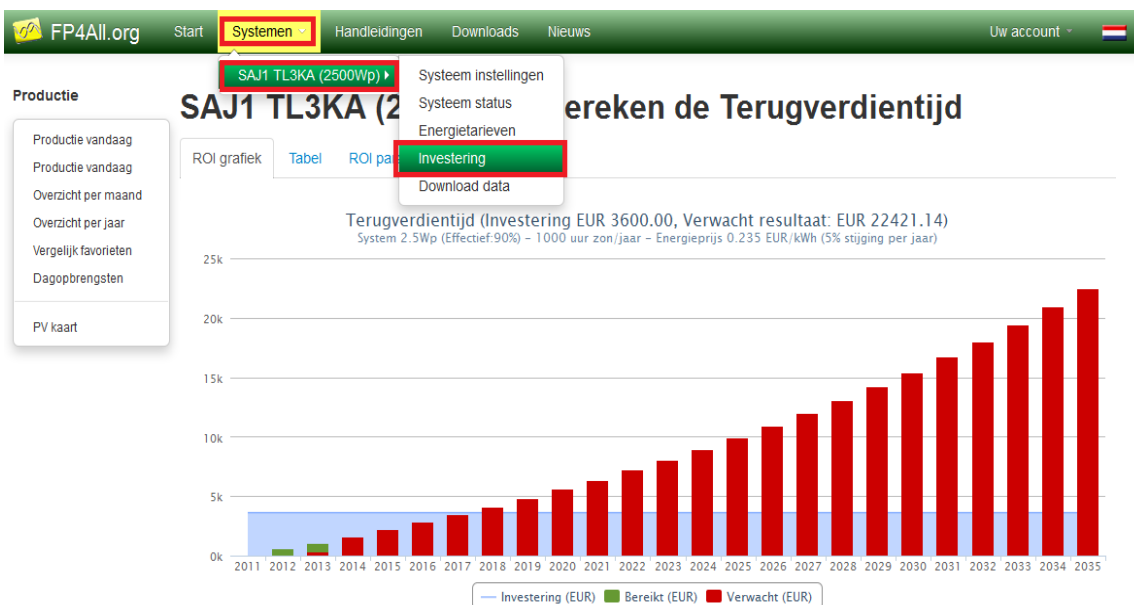 FP4All.org
Start
Systemen
Handleidingen
Downloads
Nieuws
Uw account
SAJ1 TL3KA (2500Wp)
Systeem instellingen
Systeem status
Energietarieven
Investering
Download data
Productie
Productie vandaag
Productie vandaag
Overzicht per maand
Overzicht per jaar
Vergelijk favorieten
Dagopbrengsten
PV kaart
SAJ1 TL3KA (2 ereken de Terugverdientijd
ROI grafiek
Tabel
ROI par
Terugverdientijd (Investering EUR 3600.00, Verwacht resultaat: EUR 22421.14)
System 2.5Wp (Effectief:90%) – 1000 uur zon/jaar – Energieprijs 0.235 EUR/kWh (5% stijging per jaar)
25k
20k
15k
10k
5k
0k
2011 2012 2013 2014 2015 2016 2017 2018 2019 2020 2021 2022 2023 2024 2025 2026 2027 2028 2029 2030 2031 2032 2033 2034 2035
Investering (EUR) Bereikt (EUR) Verwacht (EUR)